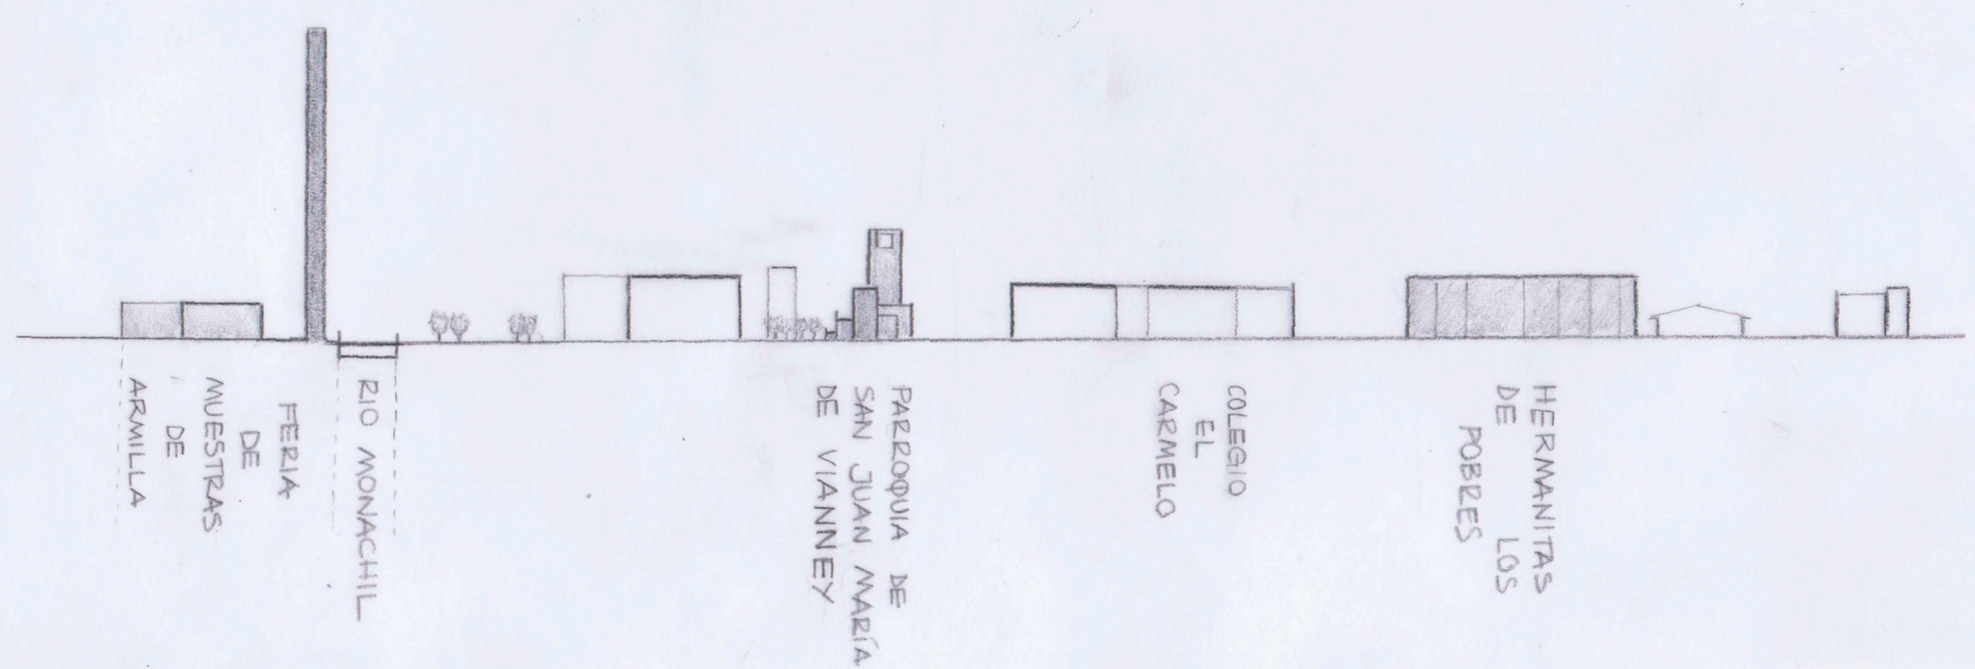 FERIA
DE
MUESTRAS
DE
ARMILLA
RIO MONACHIL
PARROQUIA DE
SAN JUAN MARÍA
DE VIANNEY
COLEGIO
EL
CARMELO
HERMANITAS
DE LOS
POBRES